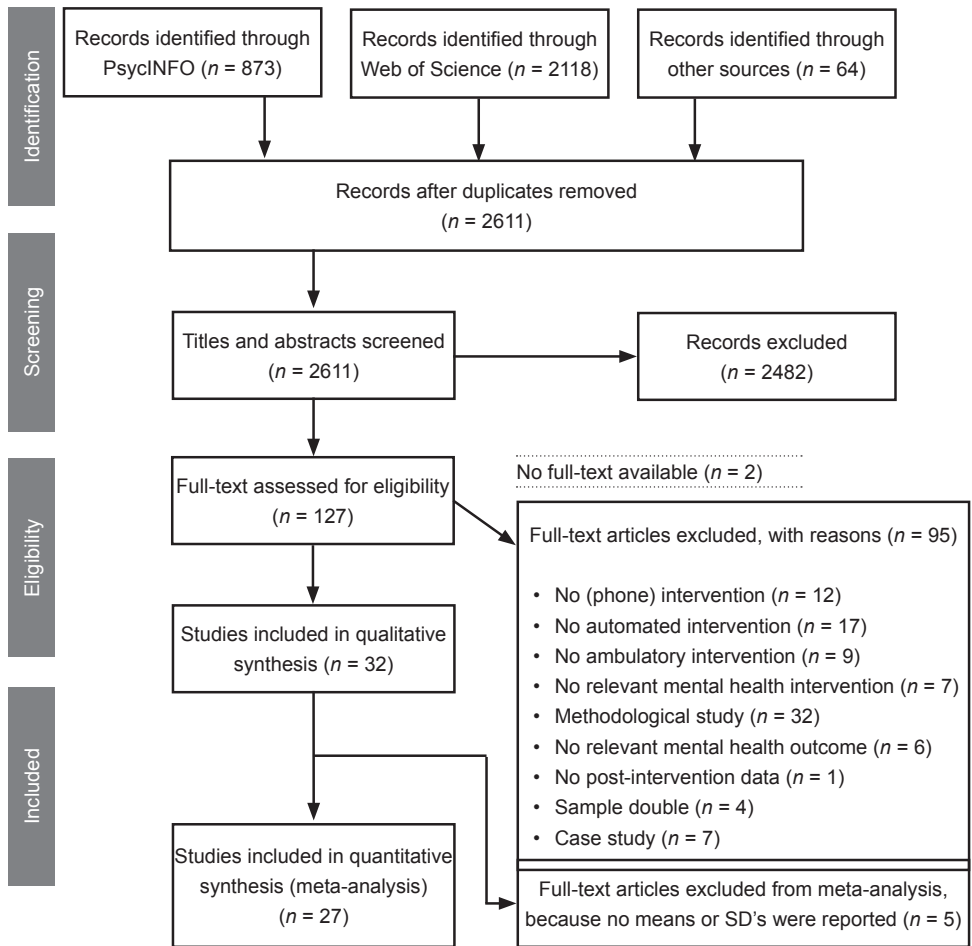 Identification
Records identified through
PsycINFO (n = 873)
Records identified through
Web of Science (n = 2118)
Records identified through
other sources (n = 64)
Records after duplicates removed
(n = 2611)
Screening
Titles and abstracts screened
(n = 2611)
Records excluded
(n = 2482)
Eligibility
Full-text assessed for eligibility
(n = 127)
No full-text available (n = 2)
Full-text articles excluded, with reasons (n = 95)
• No (phone) intervention (n = 12)
• No automated intervention (n = 17)
• No ambulatory intervention (n = 9)
• No relevant mental health intervention (n = 7)
• Methodological study (n = 32)
• No relevant mental health outcome (n = 6)
• No post-intervention data (n = 1)
• Sample double (n = 4)
• Case study (n = 7)
Studies included in qualitative
synthesis (n = 32)
Included
Studies included in quantitative
synthesis (meta-analysis)
(n = 27)
Full-text articles excluded from meta-analysis,
because no means or SD's were reported (n = 5)